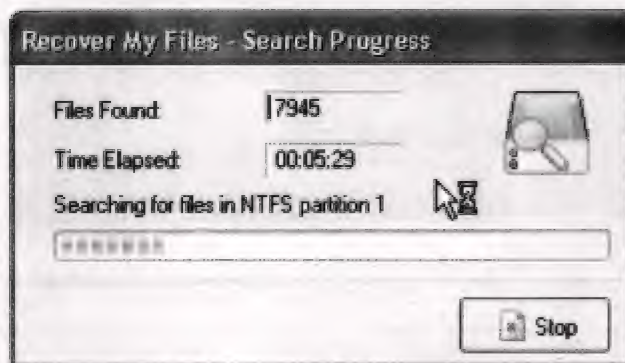 Recover My Files - Search Progress
Files Found: 7945
Time Elapsed: 00:05:29
Searching for files in NTFS partition 1
Stop